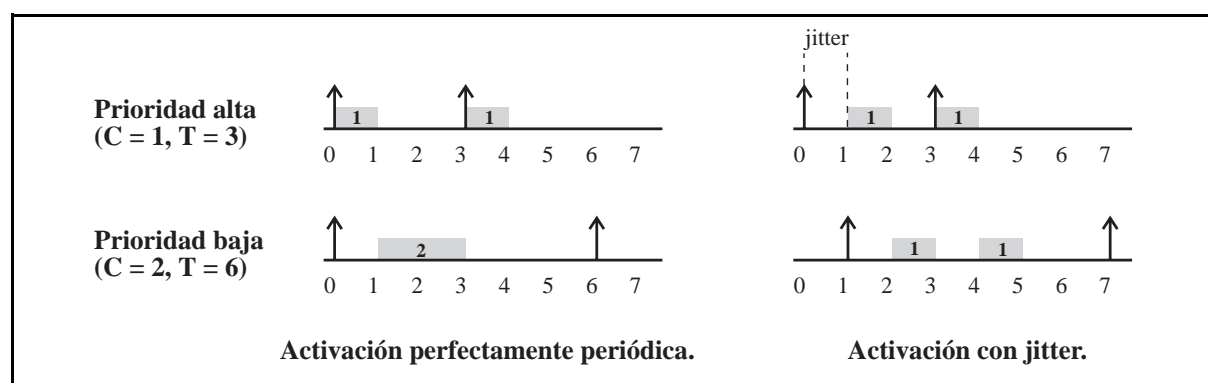 jitter
Prioridad alta
(C = 1, T = 3)
1 1
0 1 2 3 4 5 6 7
1 1
0 1 2 3 4 5 6 7
Prioridad baja
(C = 2, T = 6)
2
0 1 2 3 4 5 6 7
1 1
0 1 2 3 4 5 6 7
Activación perfectamente periódica.
Activación con jitter.